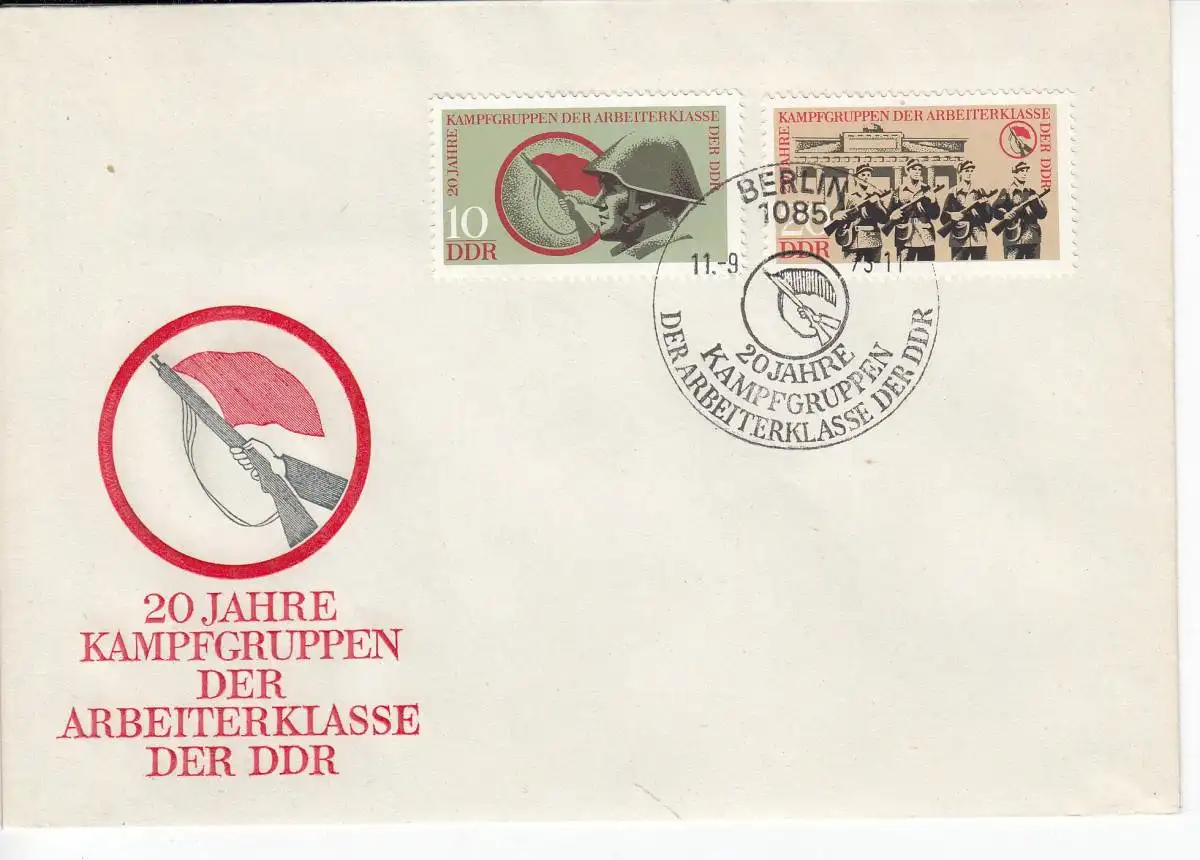 20 JAHRE
KAMPFGRUPPEN DER ARBEITERKLASSE
DER DDR
10
DDR
JAHRE
KAMPFGRUPPEN DER ARBEITERKLASSE
DER DDR
20
DDR
BERLIN
1085
11.-9
73-11
20 JAHRE
KAMPFGRUPPEN
DER ARBEITERKLASSE DER DDR
20 JAHRE
KAMPFGRUPPEN
DER
ARBEITERKLASSE
DER DDR